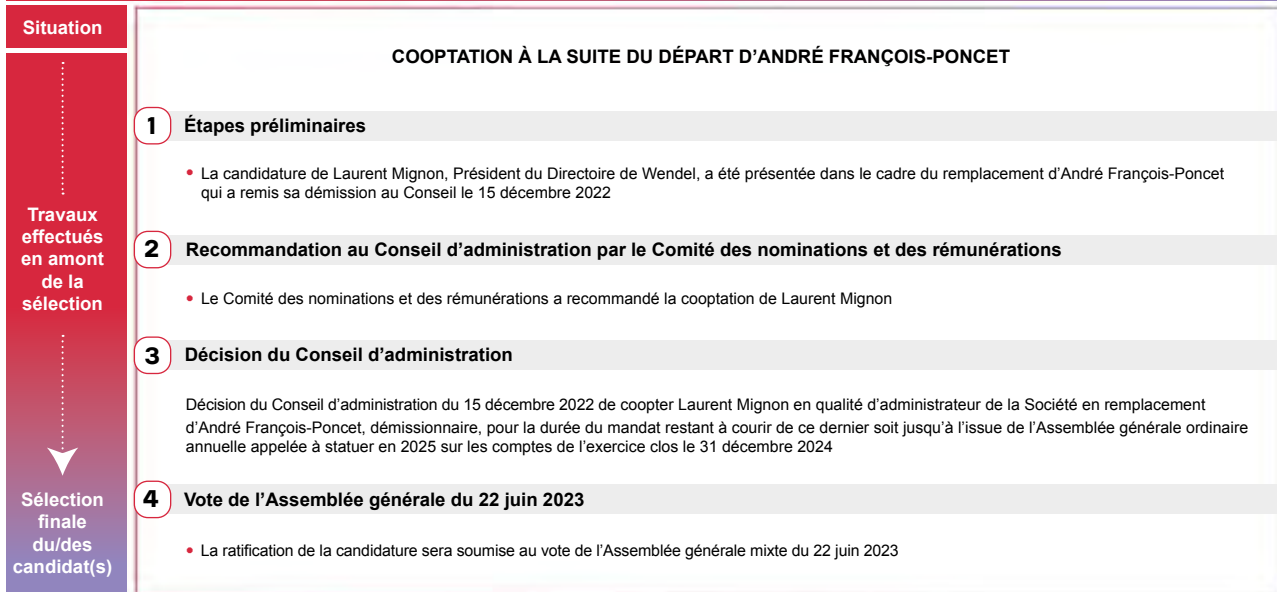 Situation
COOPTATION À LA SUITE DU DÉPART D’ANDRÉ FRANÇOIS-PONCET
1 Étapes préliminaires
• La candidature de Laurent Mignon, Président du Directoire de Wendel, a été présentée dans le cadre du remplacement d’André François-Poncet
qui a remis sa démission au Conseil le 15 décembre 2022
Travaux
effectués
en amont
de la
sélection
2 Recommandation au Conseil d’administration par le Comité des nominations et des rémunérations
• Le Comité des nominations et des rémunérations a recommandé la cooptation de Laurent Mignon
3 Décision du Conseil d’administration
Décision du Conseil d’administration du 15 décembre 2022 de coopter Laurent Mignon en qualité d’administrateur de la Société en remplacement
d’André François-Poncet, démissionnaire, pour la durée du mandat restant à courir de ce dernier soit jusqu’à l’issue de l’Assemblée générale ordinaire
annuelle appelée à statuer en 2025 sur les comptes de l’exercice clos le 31 décembre 2024
Sélection
finale
du/des
candidat(s)
4 Vote de l’Assemblée générale du 22 juin 2023
• La ratification de la candidature sera soumise au vote de l’Assemblée générale mixte du 22 juin 2023